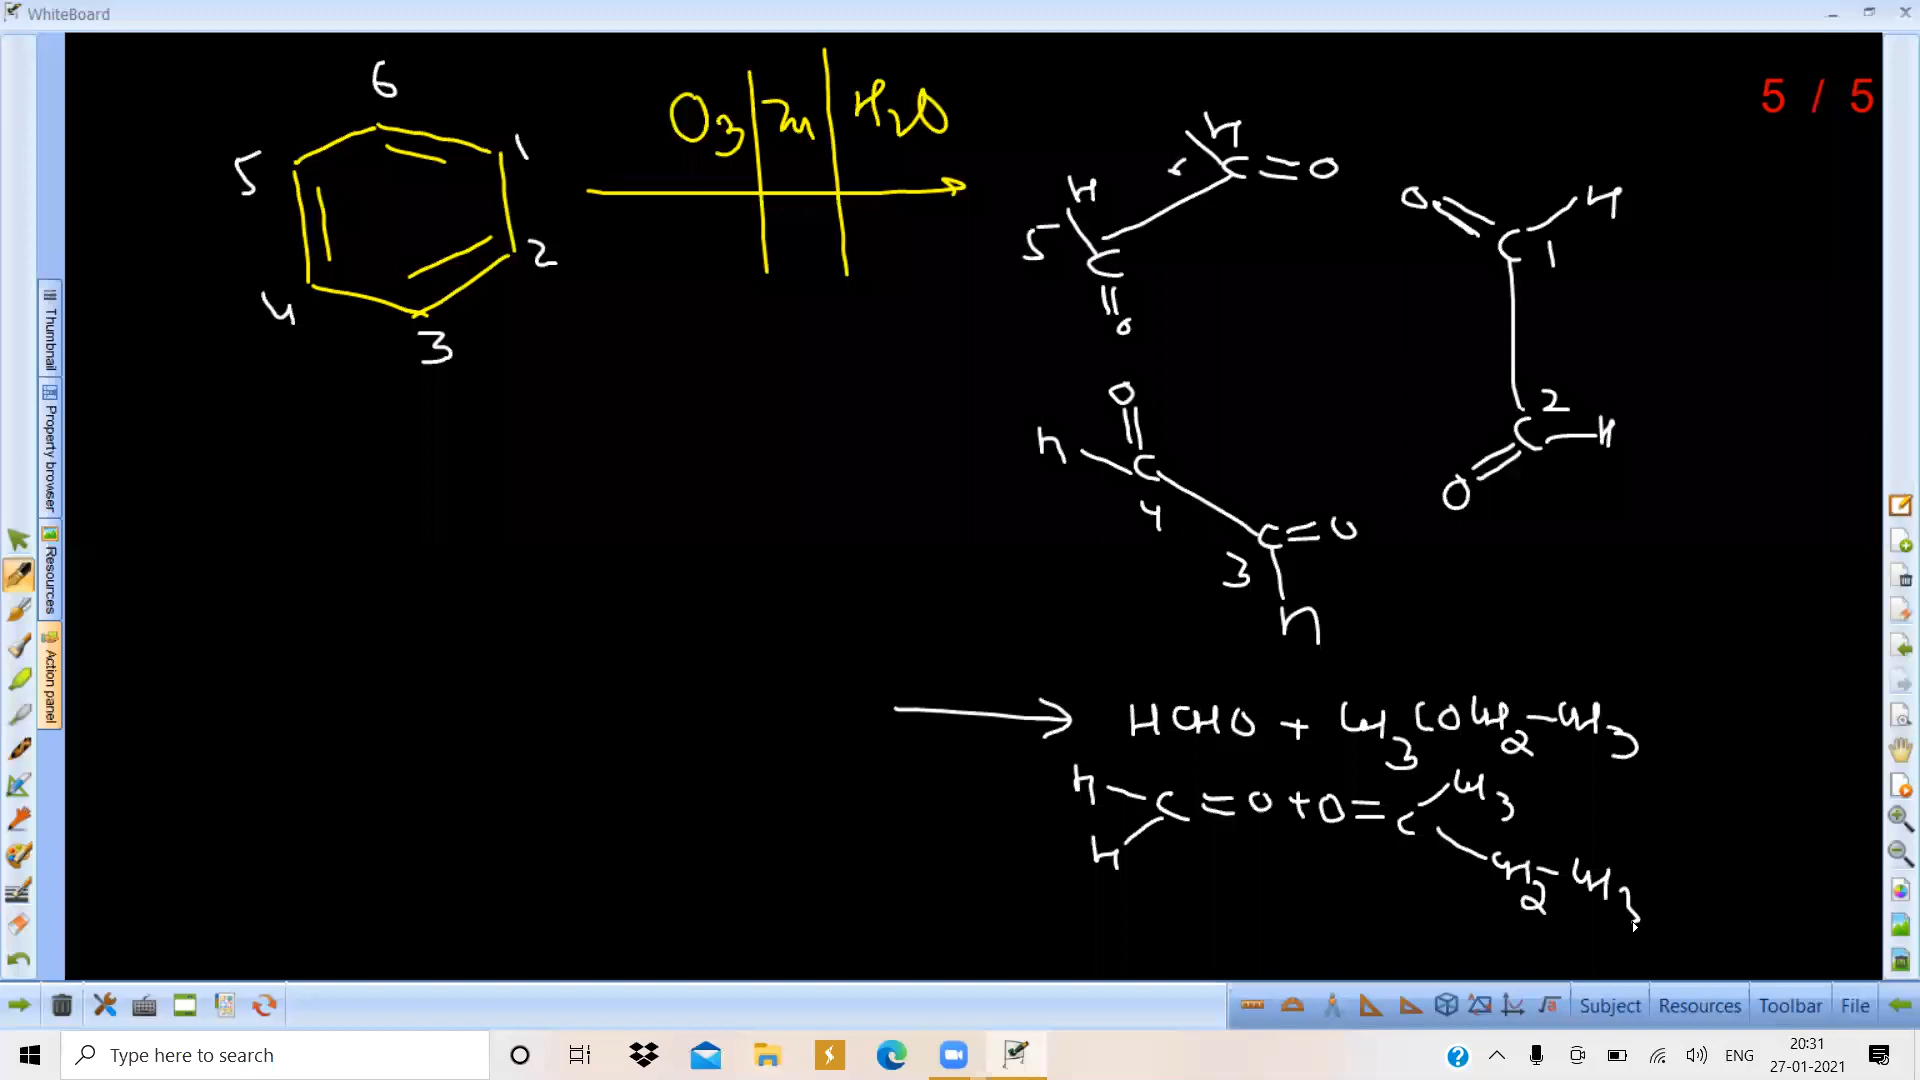 WhiteBoard
5 / 5
6
5
1
4
2
3
O3 Zn H2O
H
C=O
H
5
C
O
O
H
C 1
2
C H
O
O
H C
4
C=O
3
H
HCHO + CH3COCH2-CH3
H
C=O+O=C
CH3
H
CH2-CH3
Thumbnail
Property browser
Resources
Action panel
Subject
Resources
Toolbar
File
Type here to search
ENG
20:31
27-01-2021